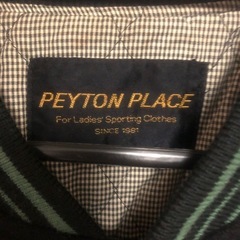 PEYTON PLACE
For Ladies' Sporting Clothes
SINCE 1981